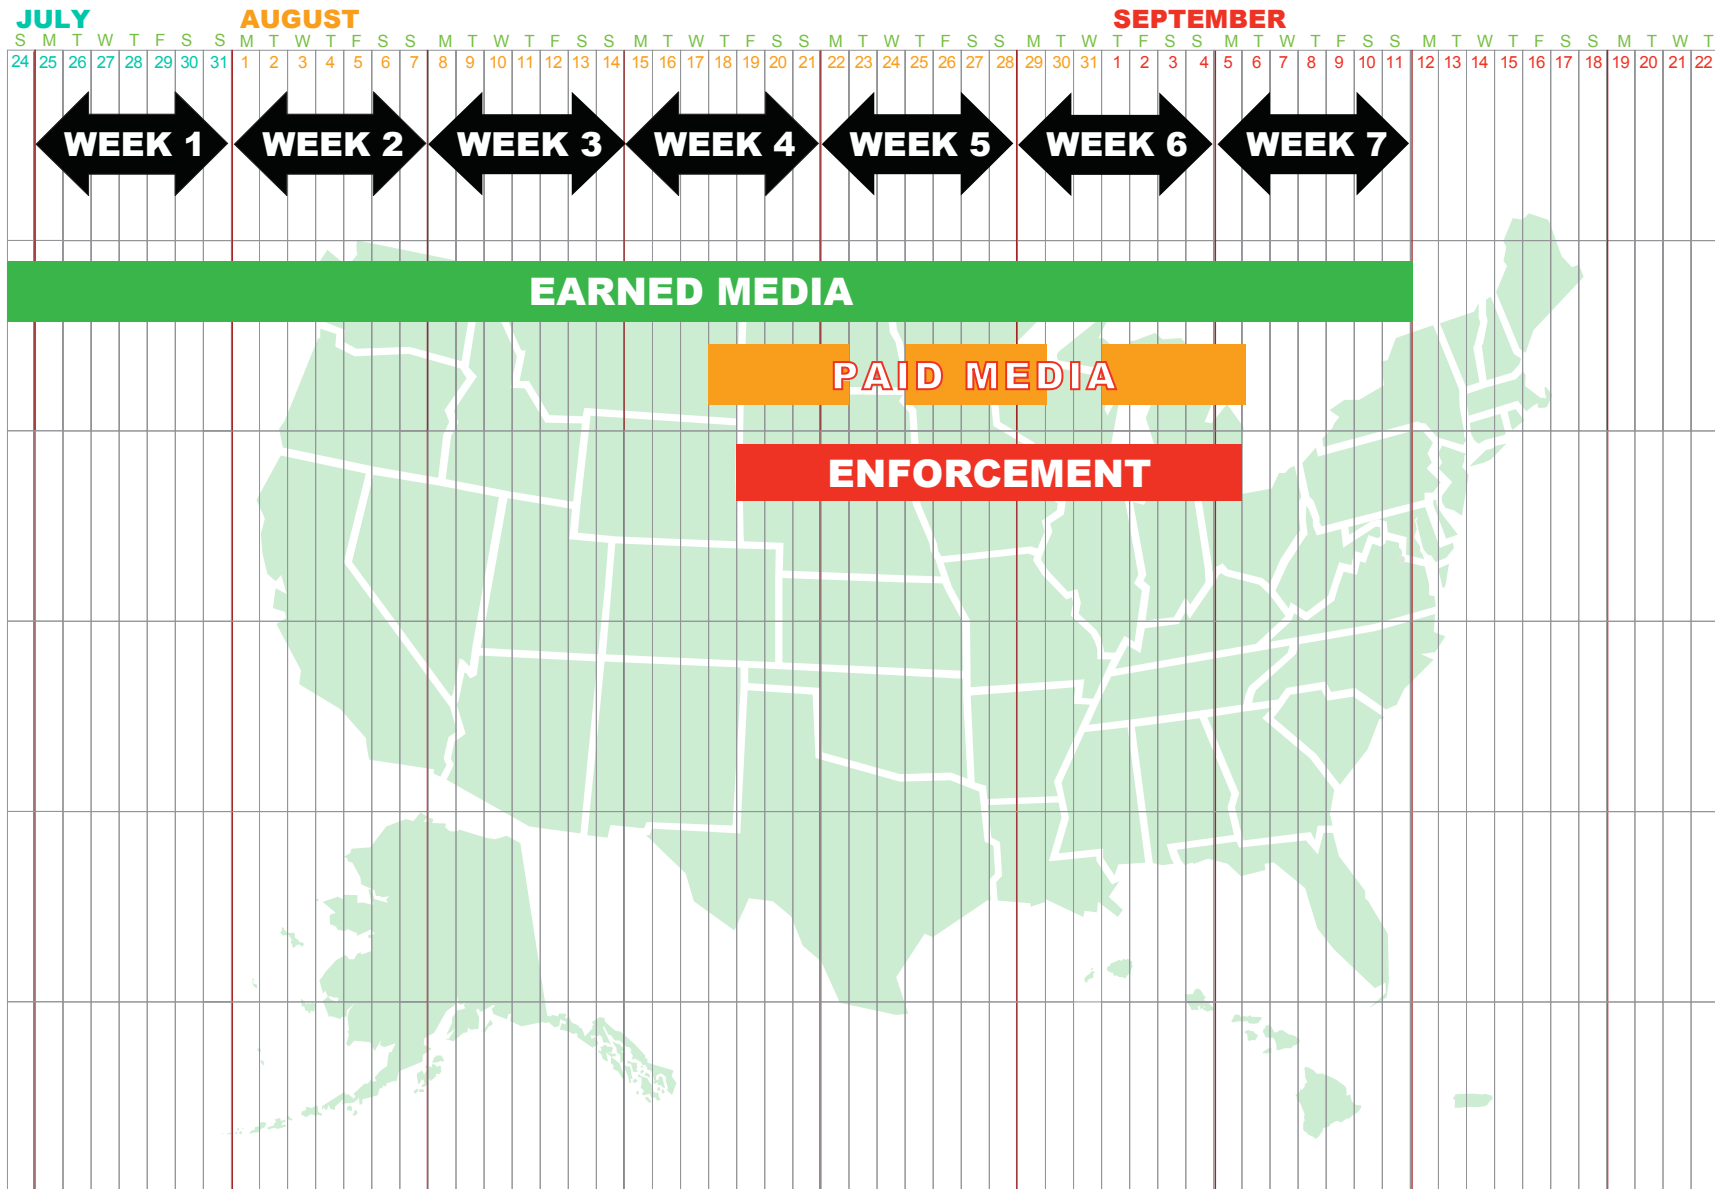 JULY AUGUST SEPTEMBER
S M T W T F S S M T W T F S S M T W T F S S M T W T F S S M T W T F S S M T W T F S S M T W T F S S M T W T F S S M T W T
24 25 26 27 28 29 30 31 1 2 3 4 5 6 7 8 9 10 11 12 13 14 15 16 17 18 19 20 21 22 23 24 25 26 27 28 29 30 31 1 2 3 4 5 6 7 8 9 10 11 12 13 14 15 16 17 18 19 20 21 22
WEEK 1 WEEK 2 WEEK 3 WEEK 4 WEEK 5 WEEK 6 WEEK 7
EARNED MEDIA
PAID MEDIA
ENFORCEMENT